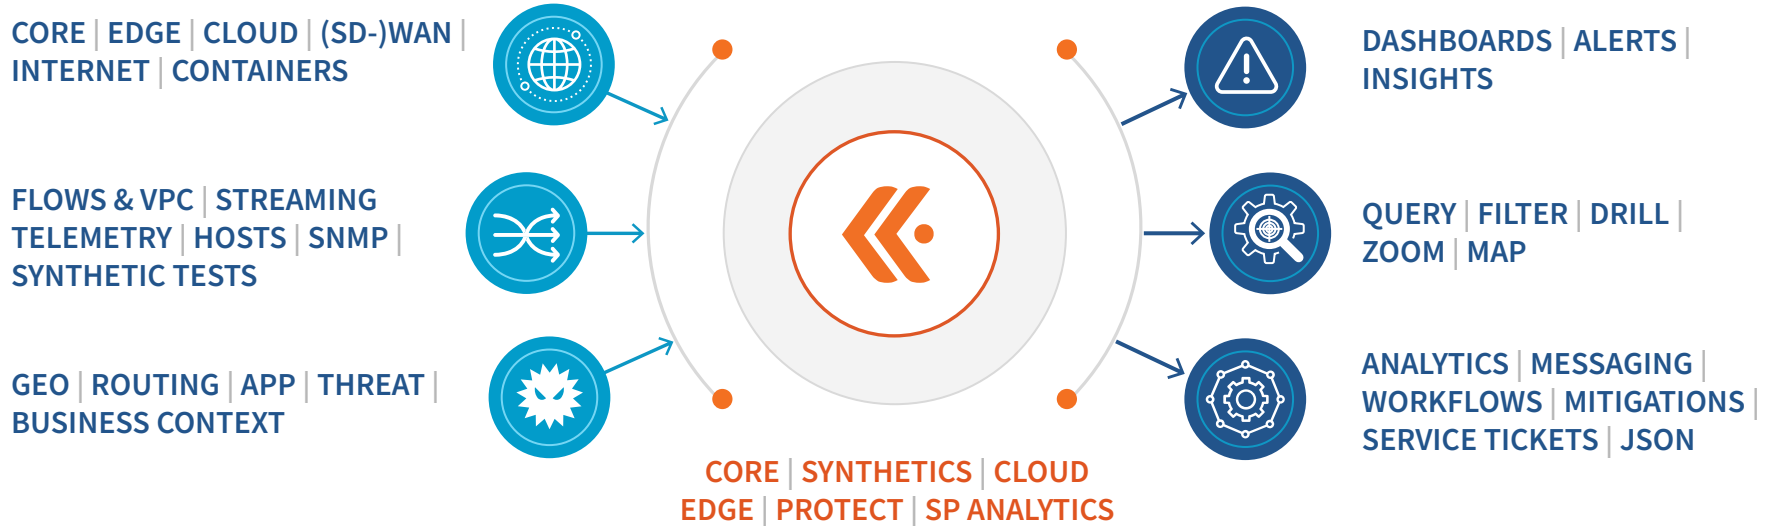 CORE | EDGE | CLOUD | (SD-)WAN |
INTERNET | CONTAINERS
FLOWS & VPC | STREAMING
TELEMETRY | HOSTS | SNMP |
SYNTHETIC TESTS
GEO | ROUTING | APP | THREAT |
BUSINESS CONTEXT
CORE | SYNTHETICS | CLOUD
EDGE | PROTECT | SP ANALYTICS
DASHBOARDS | ALERTS |
INSIGHTS
QUERY | FILTER | DRILL |
ZOOM | MAP
ANALYTICS | MESSAGING |
WORKFLOWS | MITIGATIONS |
SERVICE TICKETS | JSON